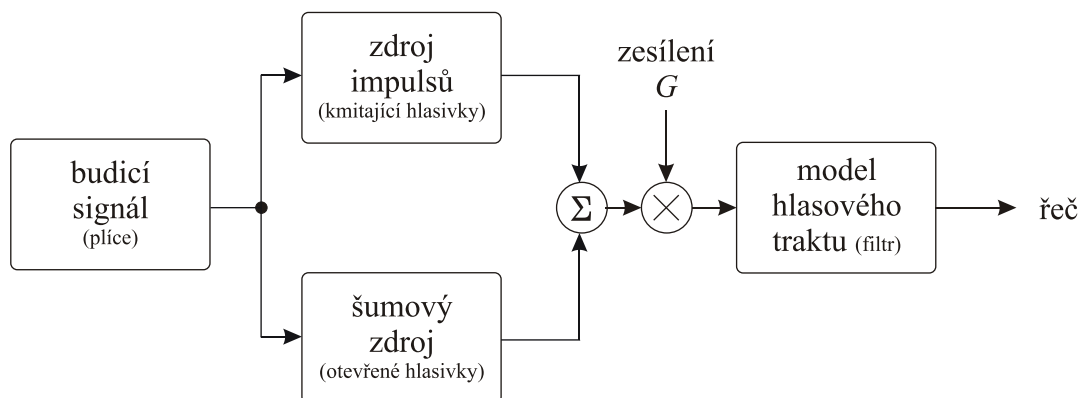 budicí
signál
(plíce)
zdroj
impulsů
(kmitající hlasivky)
šumový
zdroj
(otevřené hlasivky)
Σ
zesílení
G
model
hlasového
traktu (filtr)
řeč